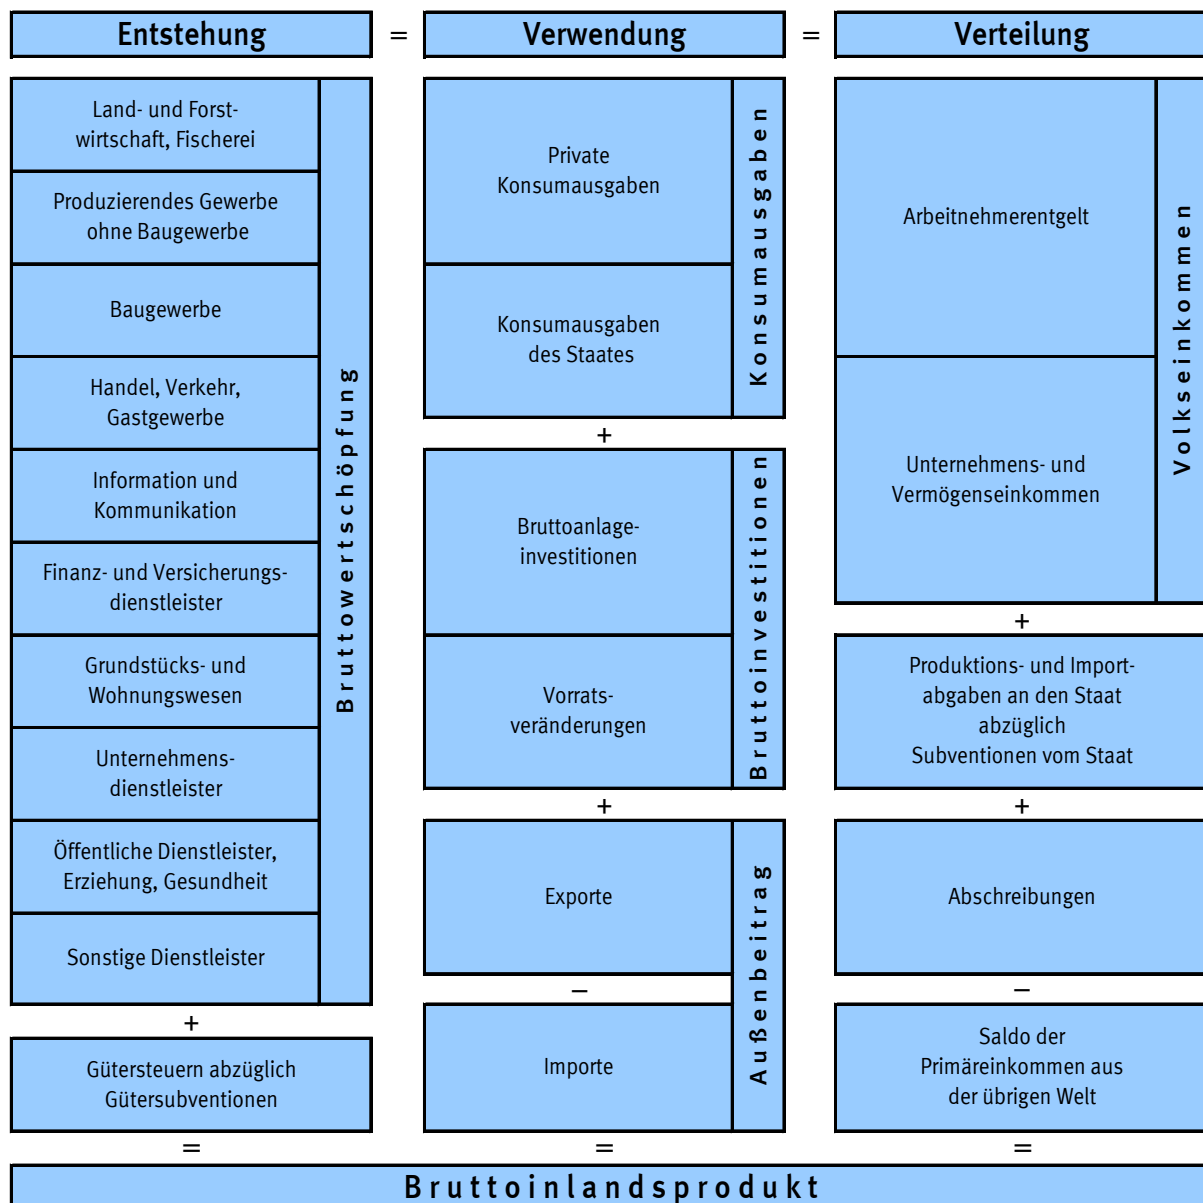 Entstehung = Verwendung = Verteilung
Land- und Forst-
wirtschaft, Fischerei
Produzierendes Gewerbe
ohne Baugewerbe
Baugewerbe
Handel, Verkehr,
Gastgewerbe
Information und
Kommunikation
Finanz- und Versicherungs-
dienstleister
Grundstücks- und
Wohnungswesen
Unternehmens-
dienstleister
Öffentliche Dienstleister,
Erziehung, Gesundheit
Sonstige Dienstleister
Bruttowertschöpfung
+
Gütersteuern abzüglich
Gütersubventionen
=
Private
Konsumausgaben
Konsumausgaben
des Staates
Konsumausgaben
+
Bruttoanlage-
investitionen
Vorrats-
veränderungen
Bruttoinvestitionen
+
Exporte
–
Importe
Außenbeitrag
=
Arbeitnehmerentgelt
Unternehmens- und
Vermögenseinkommen
Volkseinkommen
+
Produktions- und Import-
abgaben an den Staat
abzüglich
Subventionen vom Staat
+
Abschreibungen
–
Saldo der
Primäreinkommen aus
der übrigen Welt
=
Bruttoinlandsprodukt